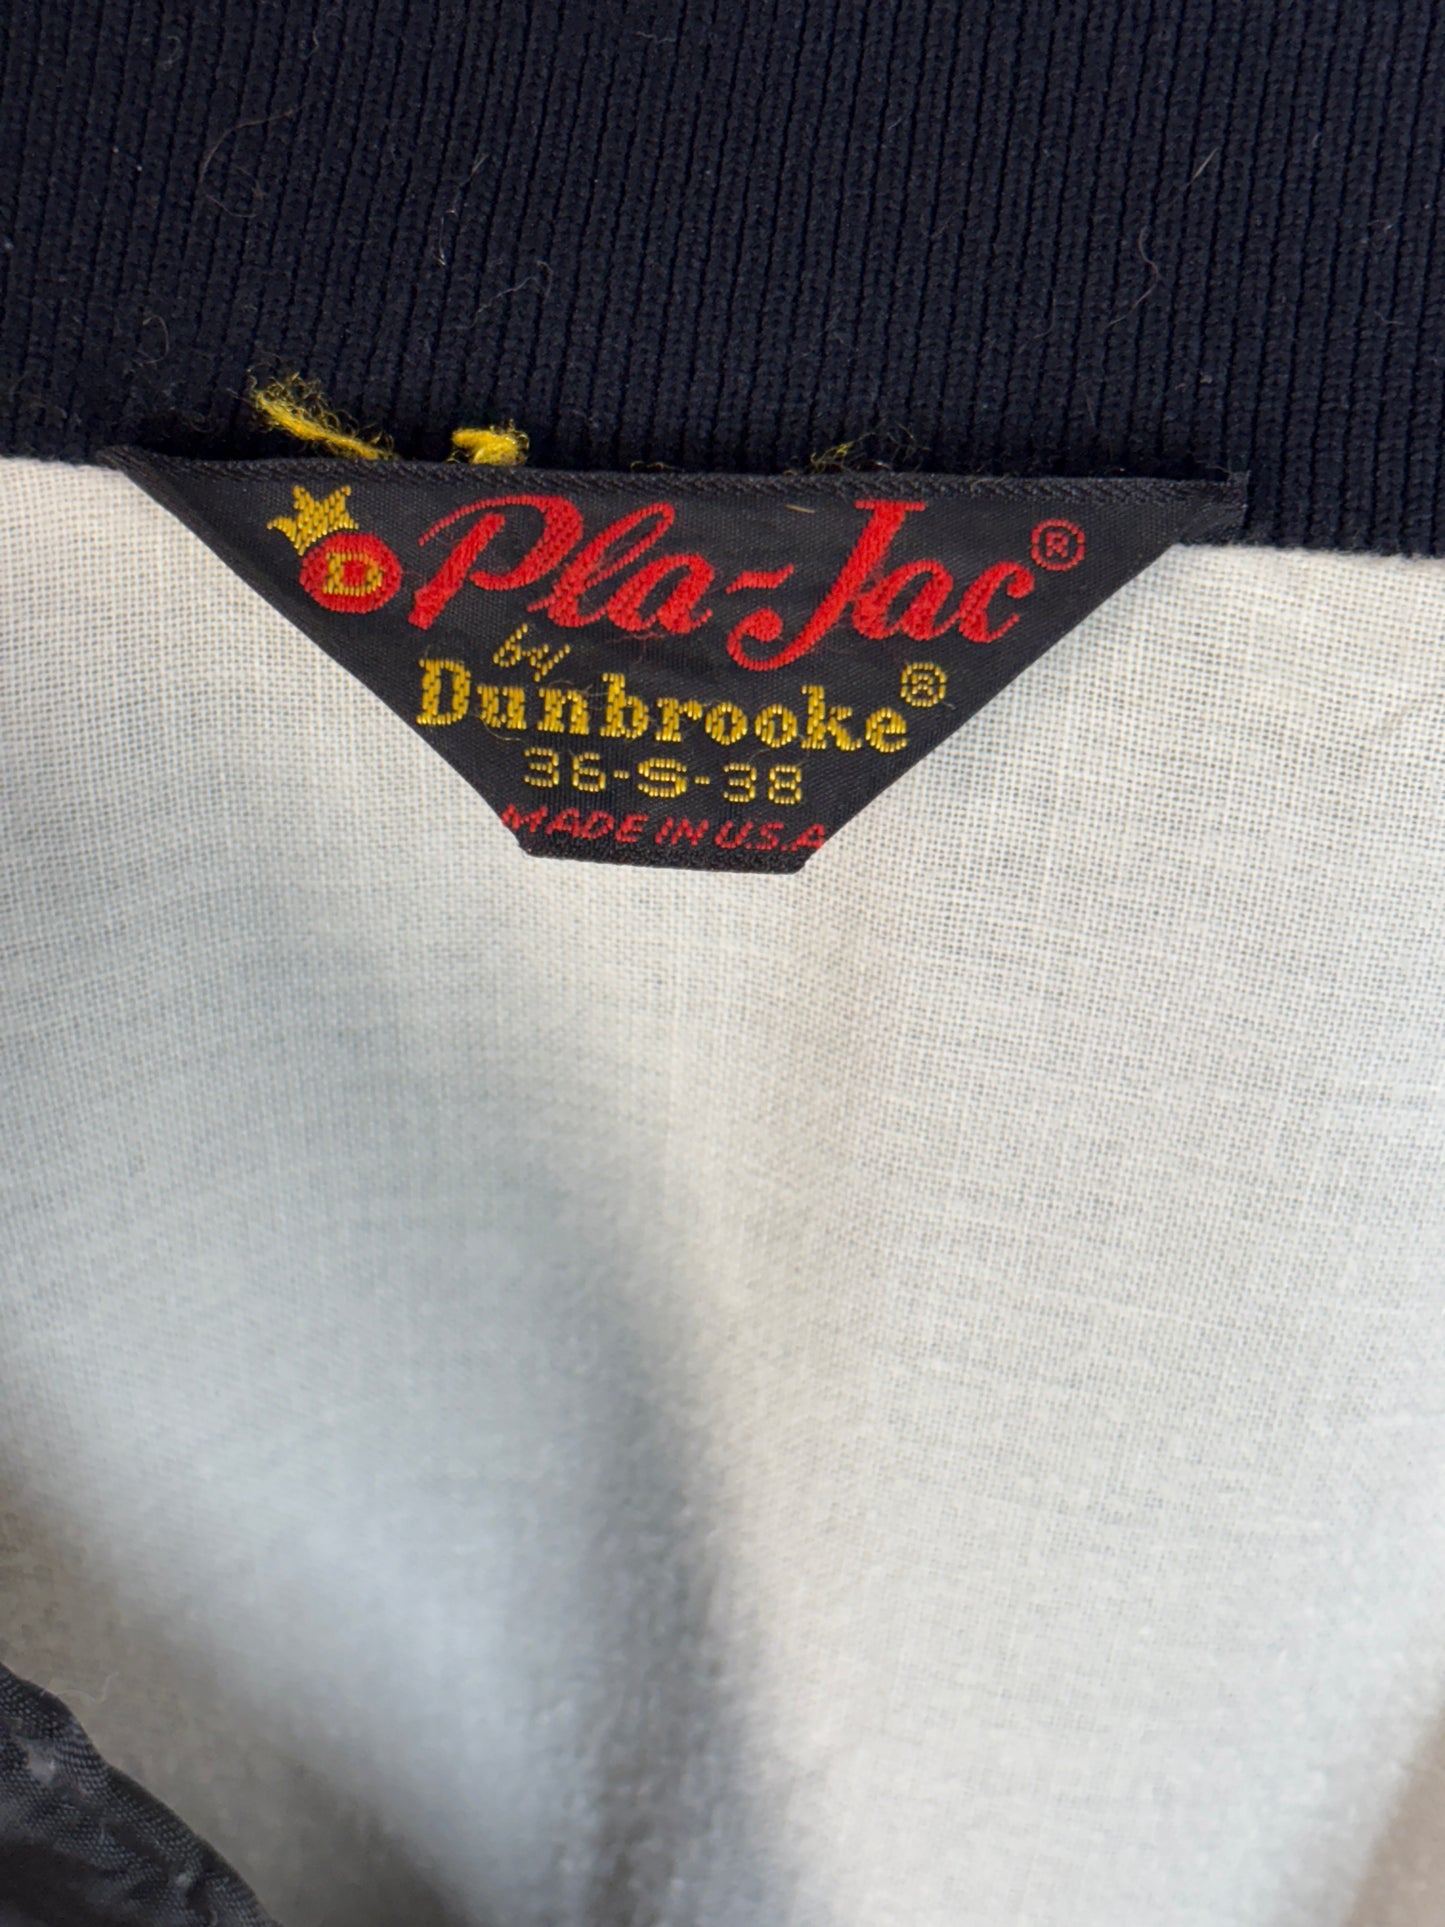 D Pla-Jac®
by
Dunbrooke®
36-S-38
MADE IN U.S.A